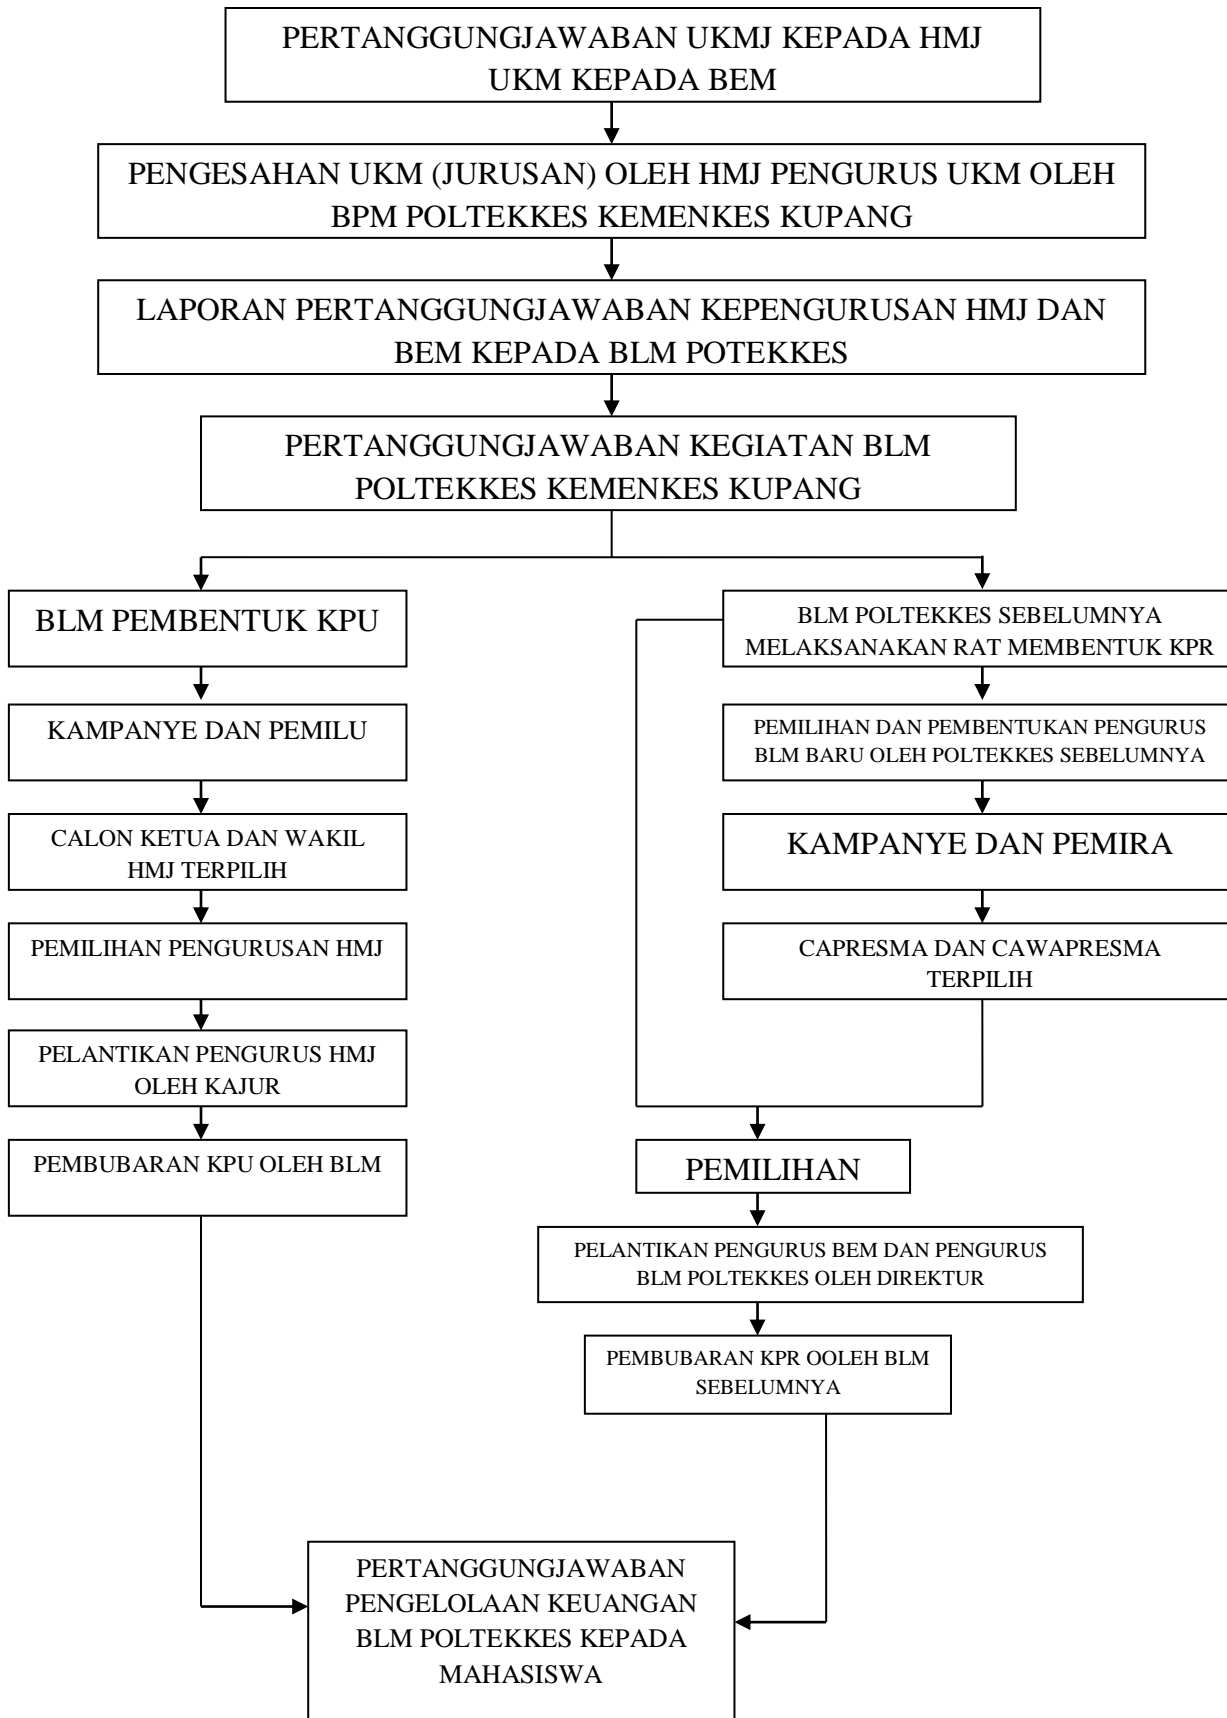 PERTANGGUNGJAWABAN UKMJ KEPADA HMJ
UKM KEPADA BEM
PENGESAHAN UKM (JURUSAN) OLEH HMJ PENGURUS UKM OLEH
BPM POLTEKKES KEMENKES KUPANG
LAPORAN PERTANGGUNGJAWABAN KEPENGURUSAN HMJ DAN
BEM KEPADA BLM POTEKKES
PERTANGGUNGJAWABAN KEGIATAN BLM
POLTEKKES KEMENKES KUPANG
BLM PEMBENTUK KPU
KAMPANYE DAN PEMILU
CALON KETUA DAN WAKIL
HMJ TERPILIH
PEMILIHAN PENGURUSAN HMJ
PELANTIKAN PENGURUS HMJ
OLEH KAJUR
PEMBUBARAN KPU OLEH BLM
BLM POLTEKKES SEBELUMNYA
MELAKSANAKAN RAT MEMBENTUK KPR
PEMILIHAN DAN PEMBENTUKAN PENGURUS
BLM BARU OLEH POLTEKKES SEBELUMNYA
KAMPANYE DAN PEMIRA
CAPRESMA DAN CAWAPRESMA
TERPILIH
PEMILIHAN
PELANTIKAN PENGURUS BEM DAN PENGURUS
BLM POLTEKKES OLEH DIREKTUR
PEMBUBARAN KPR OOLEH BLM
SEBELUMNYA
PERTANGGUNGJAWABAN
PENGELOLAAN KEUANGAN
BLM POLTEKKES KEPADA
MAHASISWA